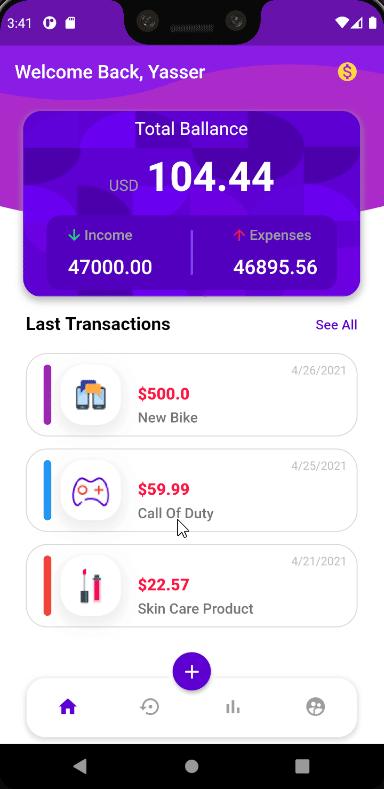 3:41
Welcome Back, Yasser
$
Total Ballance
USD 104.44
Income
Expenses
47000.00
46895.56
Last Transactions
See All
4/26/2021
$500.0
New Bike
4/25/2021
$59.99
Call Of Duty
4/21/2021
$22.57
Skin Care Product